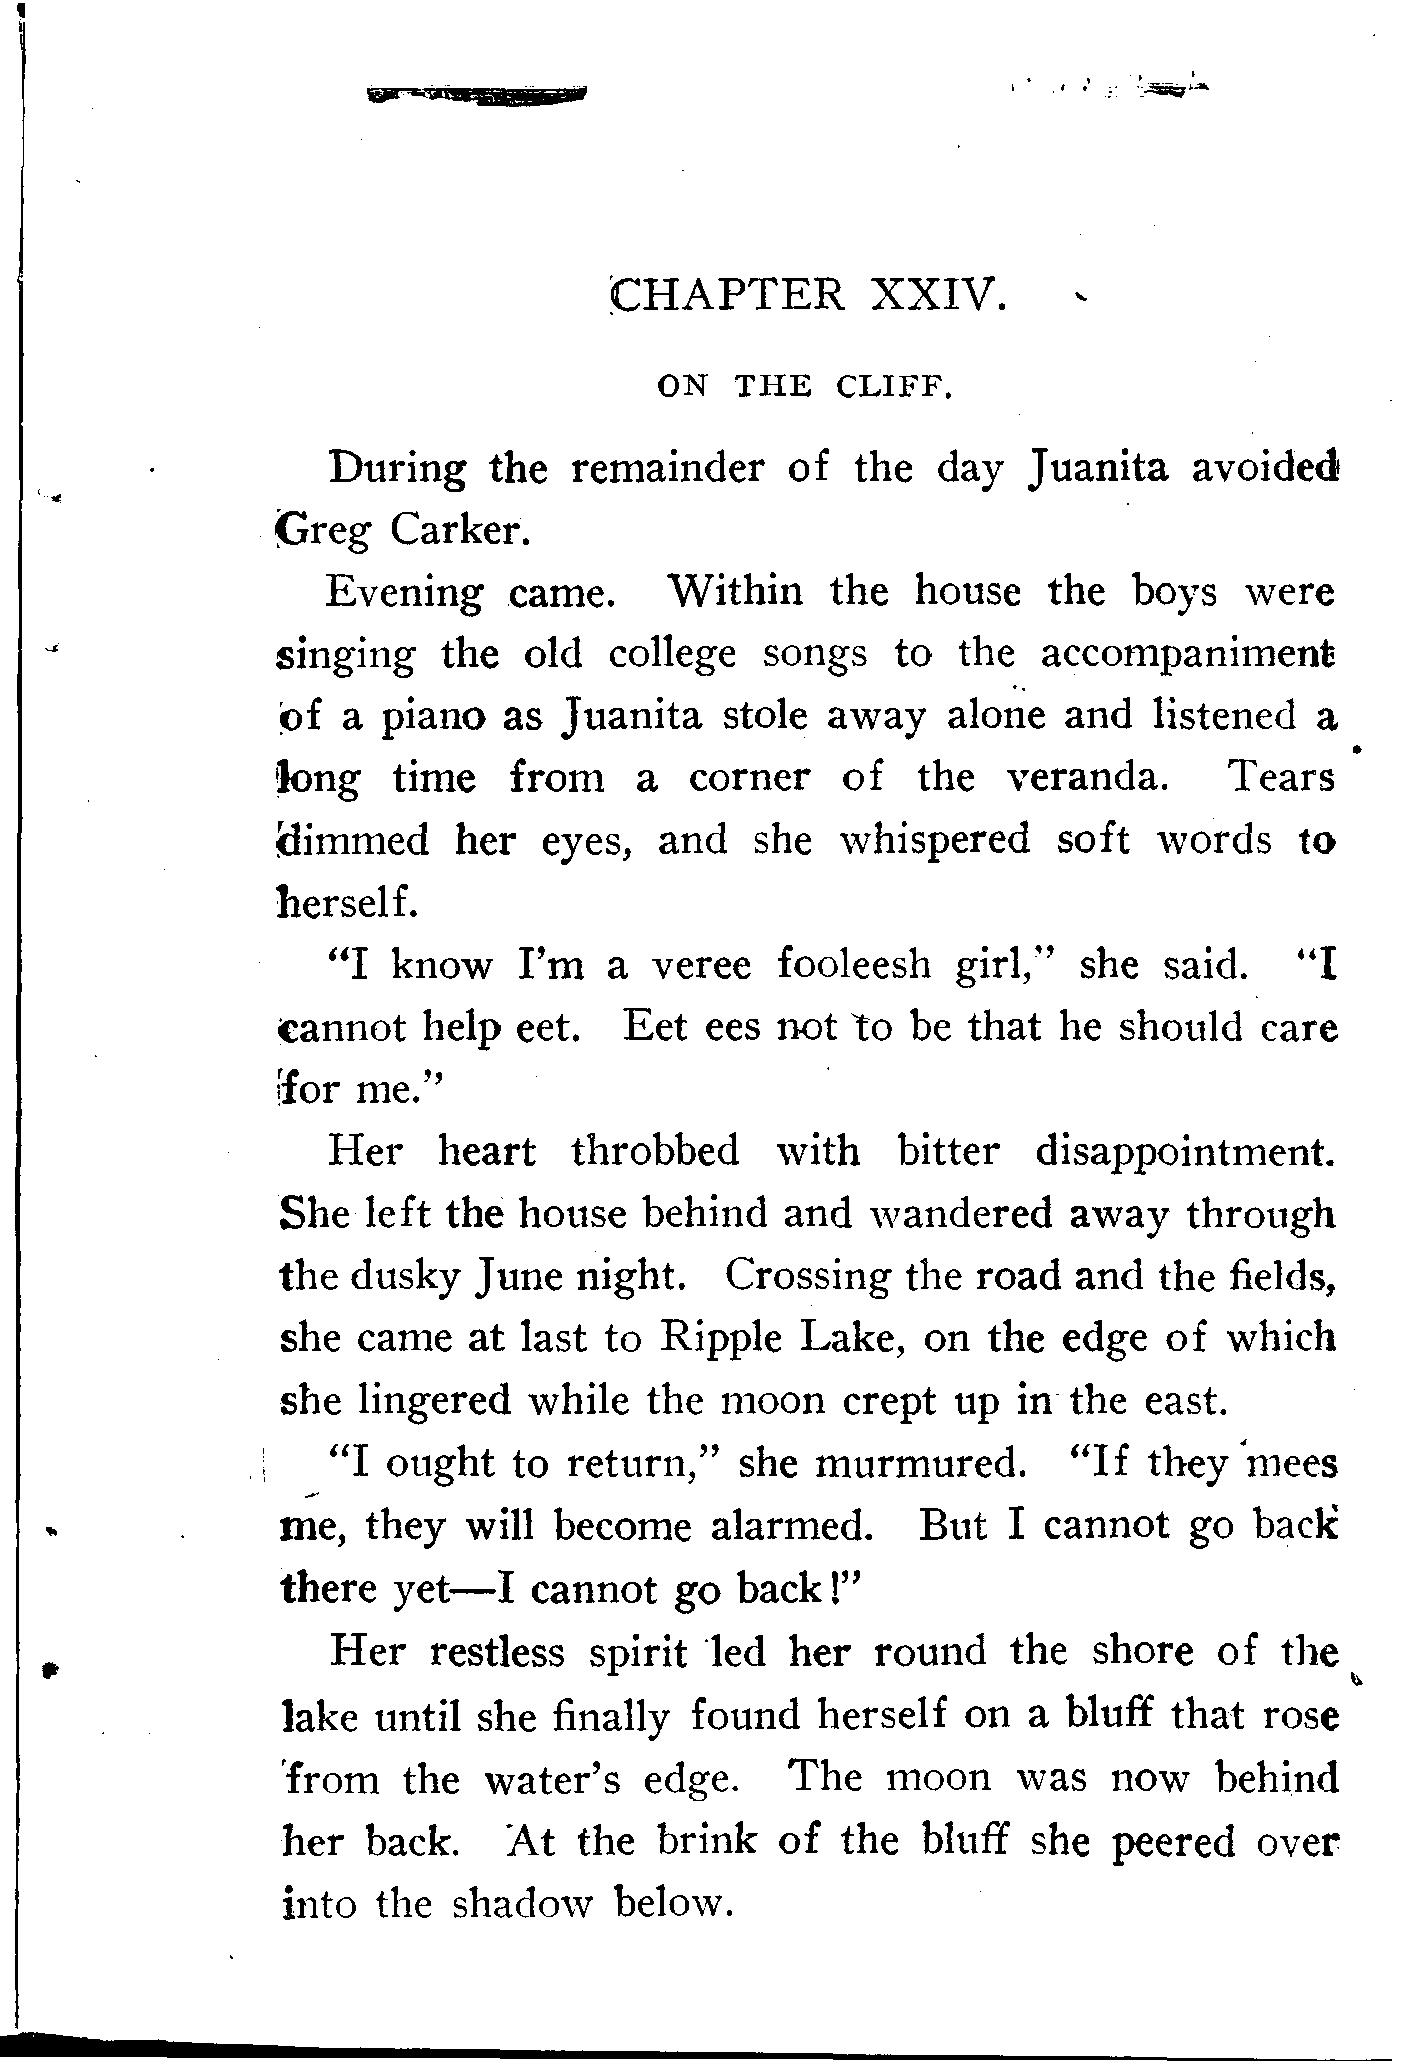 CHAPTER XXIV.
ON THE CLIFF.
During the remainder of the day Juanita avoided
Greg Carker.
Evening came. Within the house the boys were
singing the old college songs to the accompaniment
of a piano as Juanita stole away alone and listened a
long time from a corner of the veranda. Tears
dimmed her eyes, and she whispered soft words to
herself.
“I know I’m a veree fooleesh girl,” she said. “I
cannot help eet. Eet ees not to be that he should care
for me.”
Her heart throbbed with bitter disappointment.
She left the house behind and wandered away through
the dusky June night. Crossing the road and the fields,
she came at last to Ripple Lake, on the edge of which
she lingered while the moon crept up in the east.
“I ought to return,” she murmured. “If they mees
me, they will become alarmed. But I cannot go back
there yet—I cannot go back!”
Her restless spirit led her round the shore of the
lake until she finally found herself on a bluff that rose
from the water’s edge. The moon was now behind
her back. At the brink of the bluff she peered over
into the shadow below.